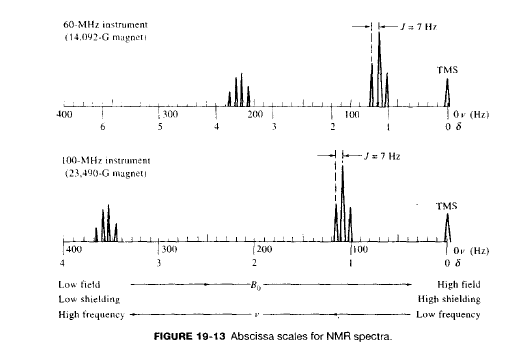 60-MHz instrument
(14,092-G magnet)
J = 7 Hz
TMS
400 300 200 100 0 ν (Hz)
6 5 4 3 2 1 0 δ
100-MHz instrument
(23,490-G magnet)
J = 7 Hz
TMS
400 300 200 100 0 ν (Hz)
4 3 2 1 0 δ
Low field B₀ High field
Low shielding High shielding
High frequency ν Low frequency
FIGURE 19-13 Abscissa scales for NMR spectra.